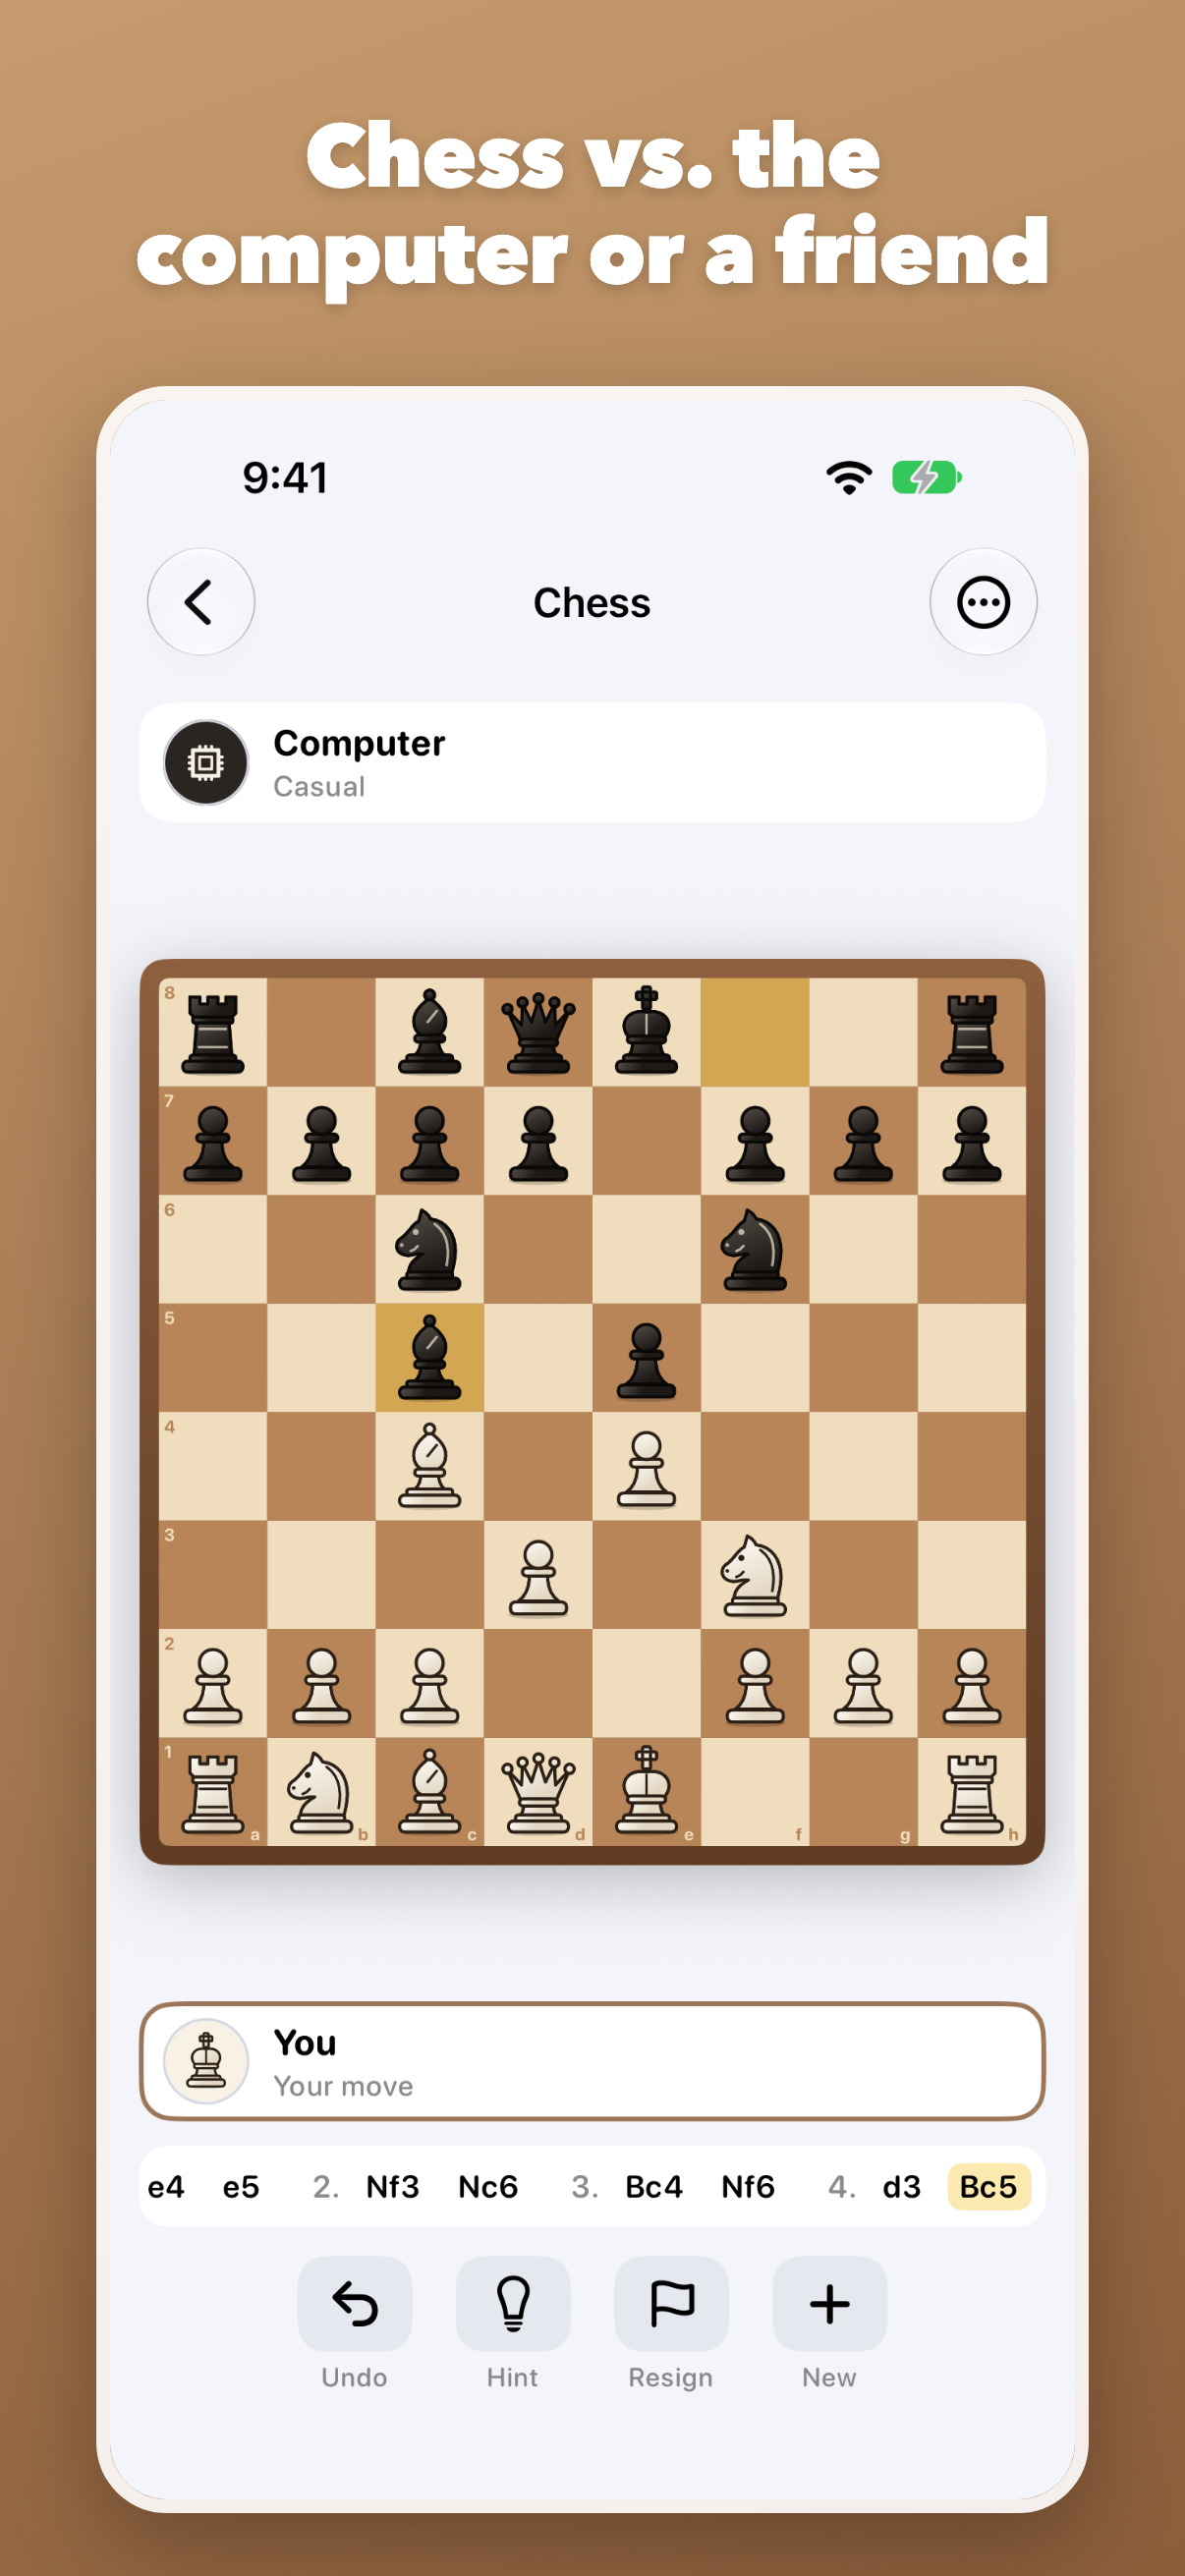 Chess vs. the
computer or a friend
9:41
Chess
Computer
Casual
8
7
6
5
4
3
2
1
a b c d e f g h
You
Your move
e4 e5 2. Nf3 Nc6 3. Bc4 Nf6 4. d3 Bc5
Undo Hint Resign New